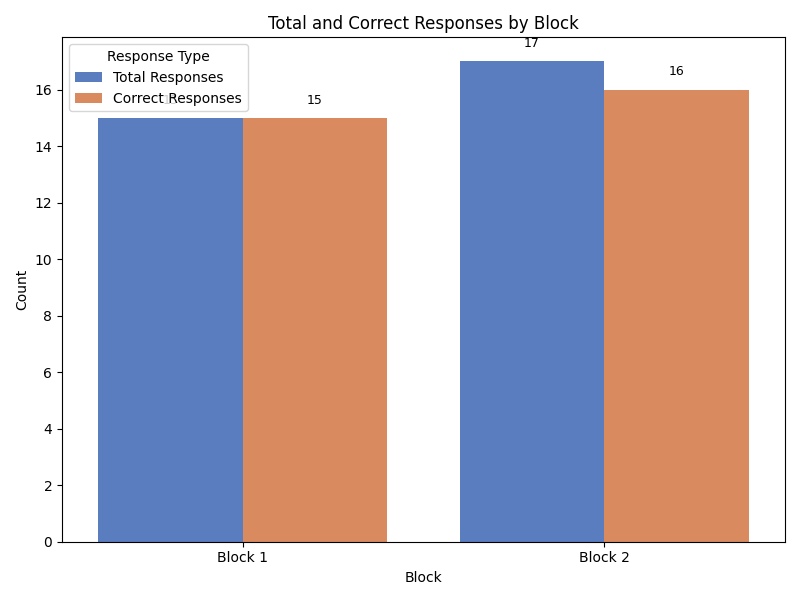 Total and Correct Responses by Block
17
Response Type
Total Responses
Correct Responses
15
16
16
14
12
10
8
6
4
2
0
Count
Block 1
Block 2
Block